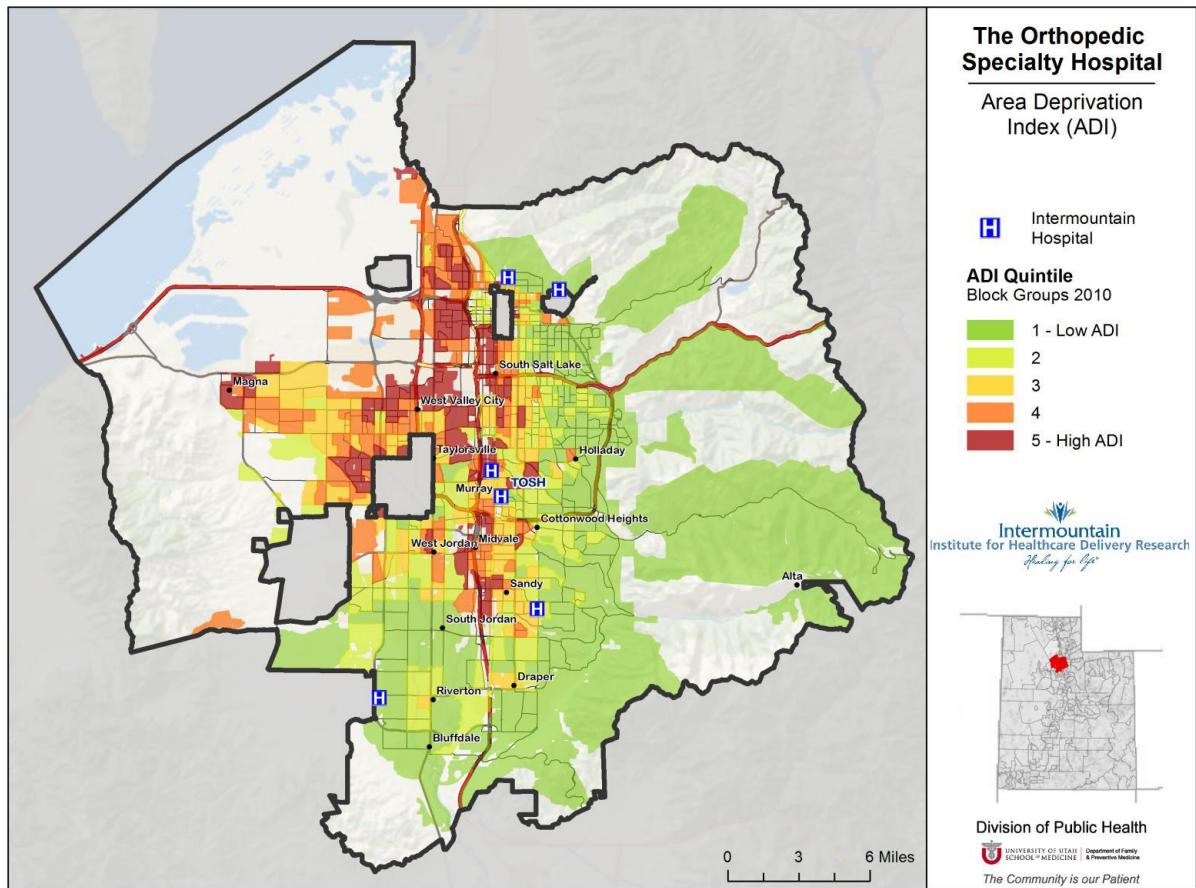 The Orthopedic
Specialty Hospital
Area Deprivation
Index (ADI)
H
Intermountain
Hospital
ADI Quintile
Block Groups 2010
1 - Low ADI
2
3
4
5 - High ADI
Intermountain
Institute for Healthcare Delivery Research
Healing for life
Division of Public Health
UNIVERSITY OF UTAH
SCHOOL OF MEDICINE
Department of Family
& Preventive Medicine
The Community is our Patient
H
H
South Salt Lake
Magna
West Valley City
Taylorsville
Holladay
H
TOSH
Murray
H
Cottonwood Heights
Midvale
West Jordan
Alta
Sandy
H
South Jordan
Draper
H
Riverton
Bluffdale
0 3 6 Miles